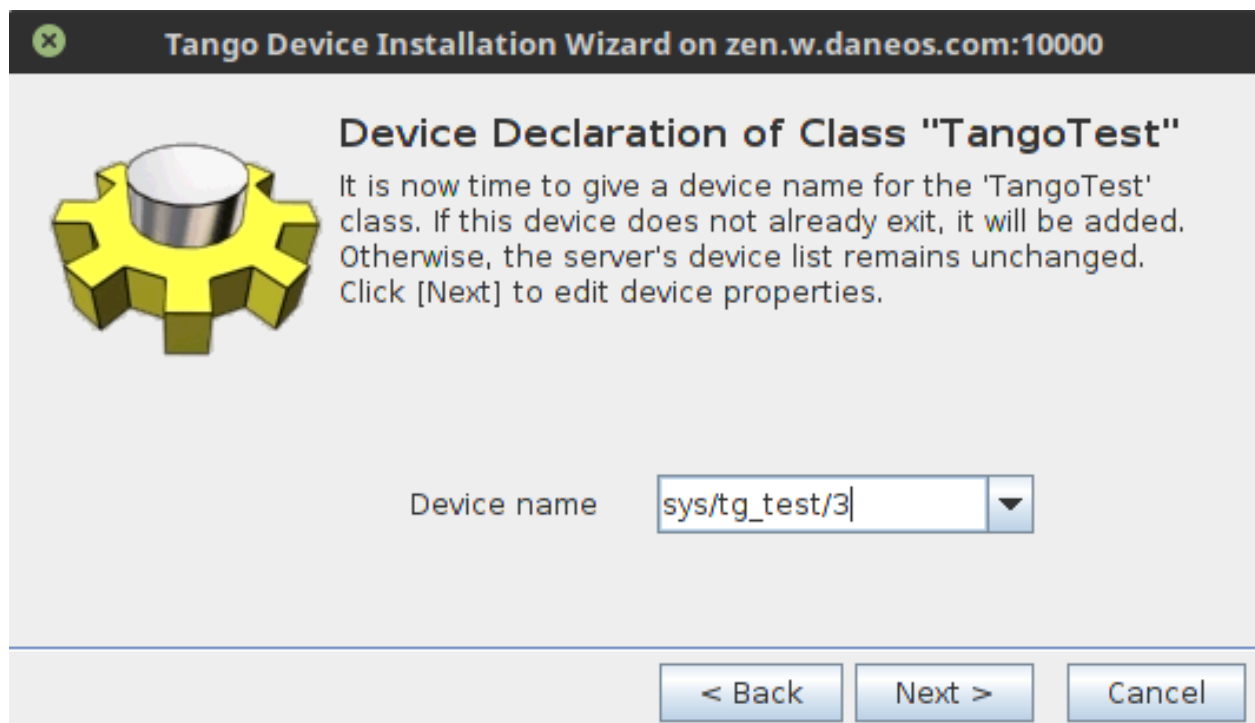 Tango Device Installation Wizard on zen.w.daneos.com:10000
Device Declaration of Class "TangoTest"
It is now time to give a device name for the 'TangoTest'
class. If this device does not already exit, it will be added.
Otherwise, the server's device list remains unchanged.
Click [Next] to edit device properties.
Device name sys/tg_test/3
< Back Next > Cancel